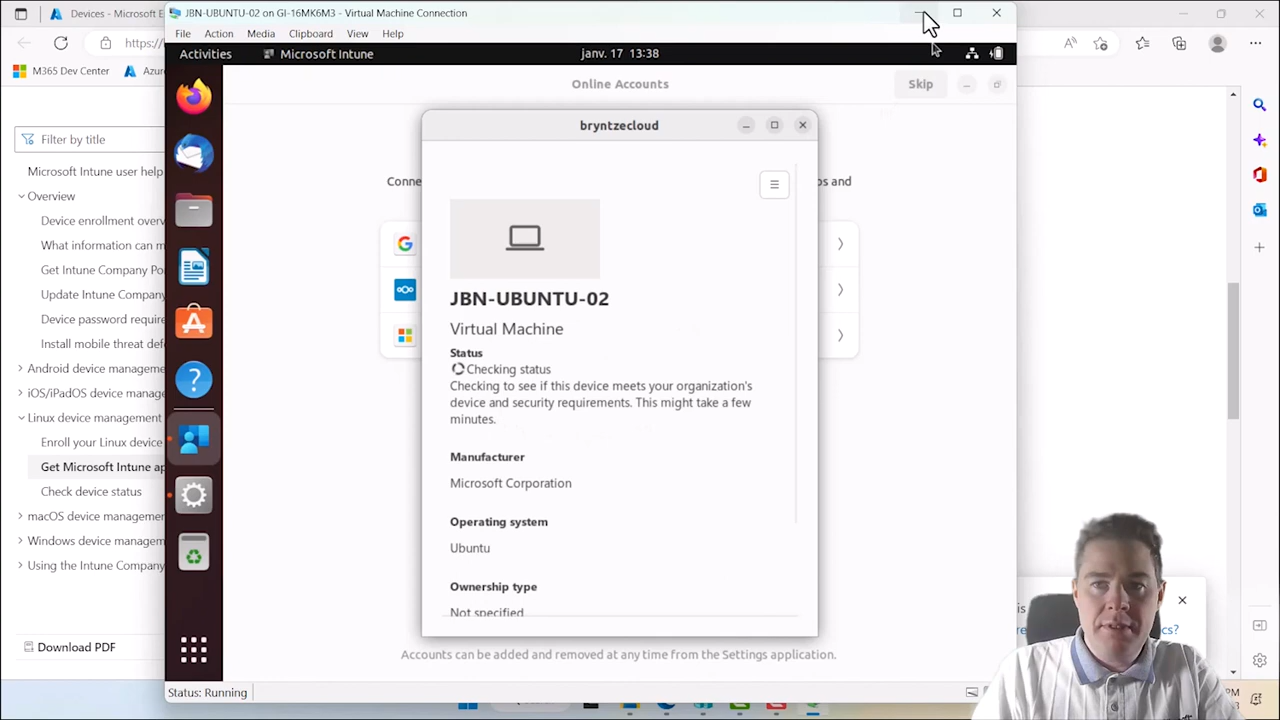 Devices - Microsoft E
JBN-UBUNTU-02 on GI-16MK6M3 - Virtual Machine Connection
File Action Media Clipboard View Help
https://
M365 Dev Center
Azur
Activities Microsoft Intune janv. 17 13:38
Online Accounts Skip
Filter by title
Microsoft Intune user help
Overview
Device enrollment over
What information can m
Get Intune Company Po
Update Intune Company
Device password require
Install mobile threat def
Android device manage
iOS/iPadOS device manag
Linux device management
Enroll your Linux device
Get Microsoft Intune ap
Check device status
macOS device manageme
Windows device managem
Using the Intune Company
Download PDF
Conne
and
bryntzecloud
JBN-UBUNTU-02
Virtual Machine
Status
Checking status
Checking to see if this device meets your organization's
device and security requirements. This might take a few
minutes.
Manufacturer
Microsoft Corporation
Operating system
Ubuntu
Ownership type
Not specified
Accounts can be added and removed at any time from the Settings application.
Status: Running